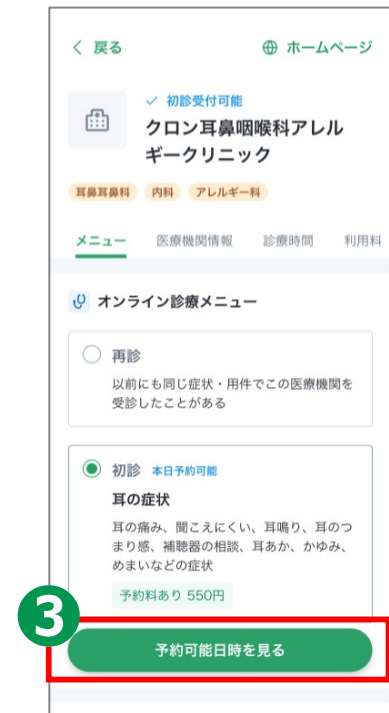 戻る
ホームページ
初診受付可能
クロン耳鼻咽喉科アレル
ギークリニック
耳鼻耳鼻科 内科 アレルギー科
メニュー 医療機関情報 診療時間 利用料
オンライン診療メニュー
再診
以前にも同じ症状・用件でこの医療機関を
受診したことがある
初診 本日予約可能
耳の症状
耳の痛み、聞こえにくい、耳鳴り、耳のつ
まり感、補聴器の相談、耳あか、かゆみ、
めまいなどの症状
予約料あり 550円
3
予約可能日時を見る